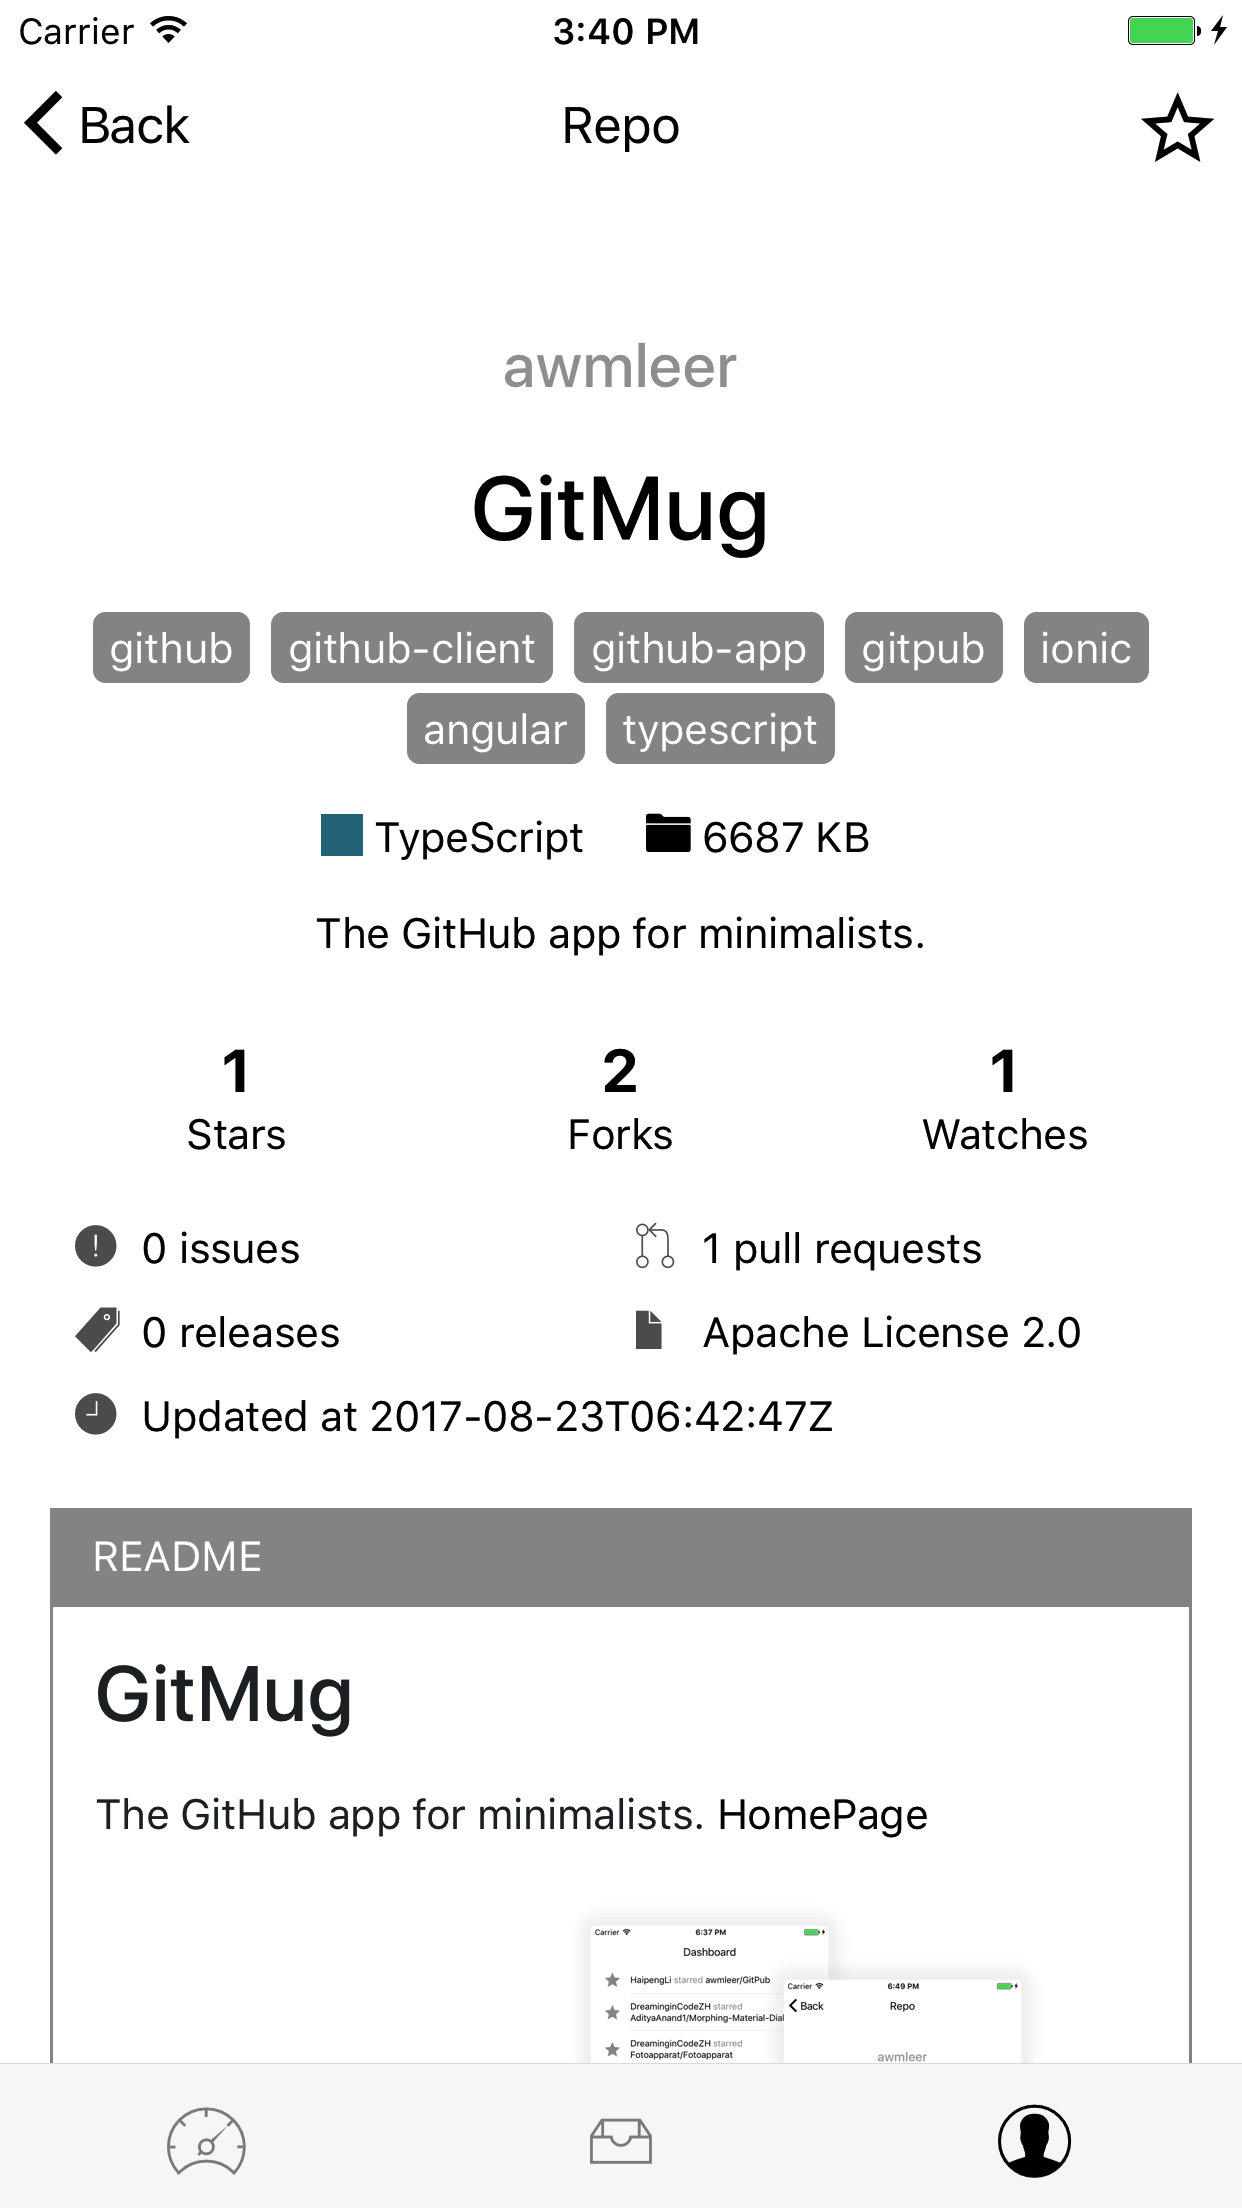 Carrier 3:40 PM
Back Repo
awmleer
GitMug
github github-client github-app gitpub ionic
angular typescript
TypeScript 6687 KB
The GitHub app for minimalists.
1 2 1
Stars Forks Watches
0 issues 1 pull requests
0 releases Apache License 2.0
Updated at 2017-08-23T06:42:47Z
README
GitMug
The GitHub app for minimalists. HomePage
Carrier 6:37 PM
Dashboard
HaipengLi starred awmleer/GitPub
DreaminginCodeZH starred
AdityaAnand1/Morphing-Material-Dial
DreaminginCodeZH starred
Fotoapparat/Fotoapparat
Carrier 6:49 PM
Back Repo
awmleer